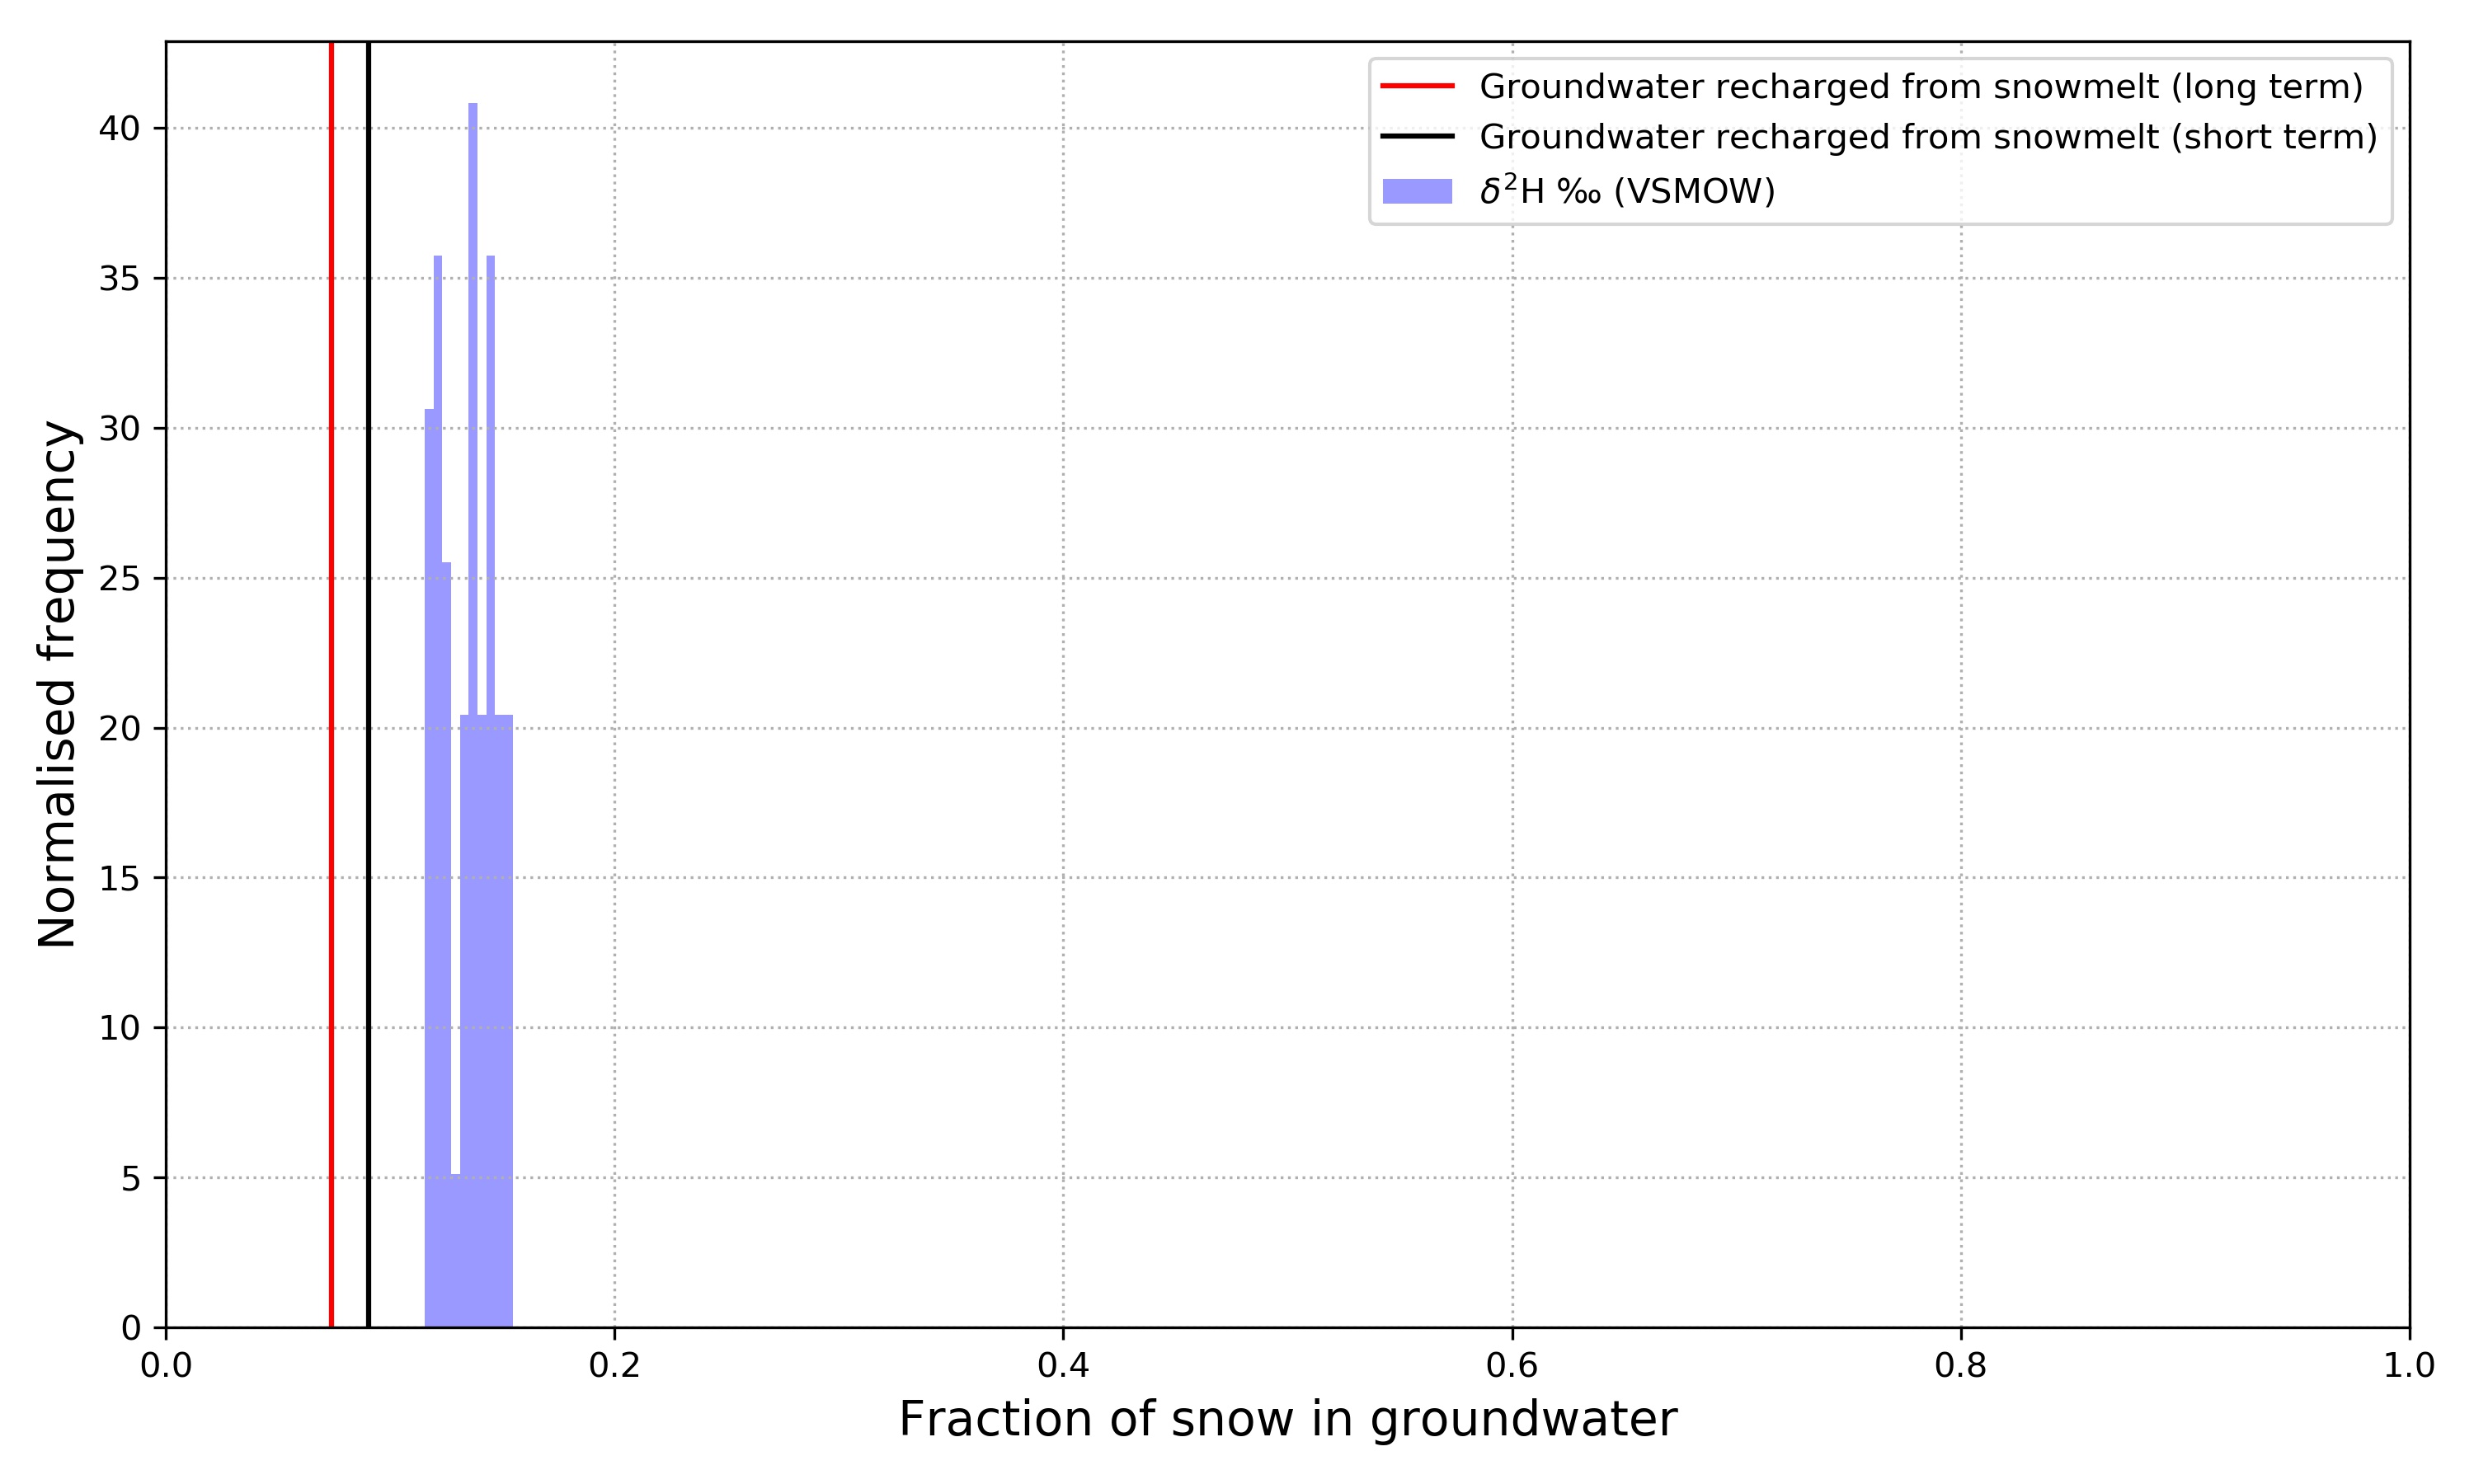 Groundwater recharged from snowmelt (long term)
Groundwater recharged from snowmelt (short term)
δ²H ‰ (VSMOW)
Normalised frequency
40
35
30
25
20
15
10
5
0
0.0 0.2 0.4 0.6 0.8 1.0
Fraction of snow in groundwater